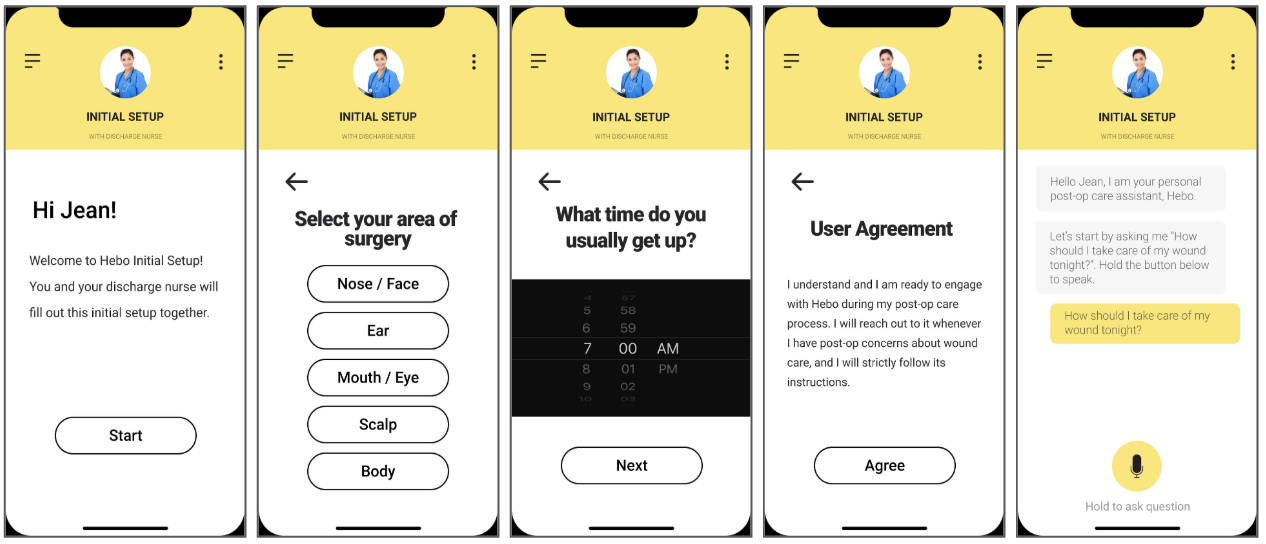 INITIAL SETUP
WITH DISCHARGE NURSE
Hi Jean!
Welcome to Hebo Initial Setup!
You and your discharge nurse will
fill out this initial setup together.
Start
INITIAL SETUP
WITH DISCHARGE NURSE
Select your area of
surgery
Nose / Face
Ear
Mouth / Eye
Scalp
Body
INITIAL SETUP
WITH DISCHARGE NURSE
What time do you
usually get up?
4 57
5 58
6 59
7 00 AM
8 01 PM
9 02
10 03
Next
INITIAL SETUP
WITH DISCHARGE NURSE
User Agreement
I understand and I am ready to engage
with Hebo during my post-op care
process. I will reach out to it whenever
I have post-op concerns about wound
care, and I will strictly follow its
instructions.
Agree
INITIAL SETUP
WITH DISCHARGE NURSE
Hello Jean, I am your personal
post-op care assistant, Hebo.
Let's start by asking me "How
should I take care of my wound
tonight?". Hold the button below
to speak.
How should I take care of my
wound tonight?
Hold to ask question